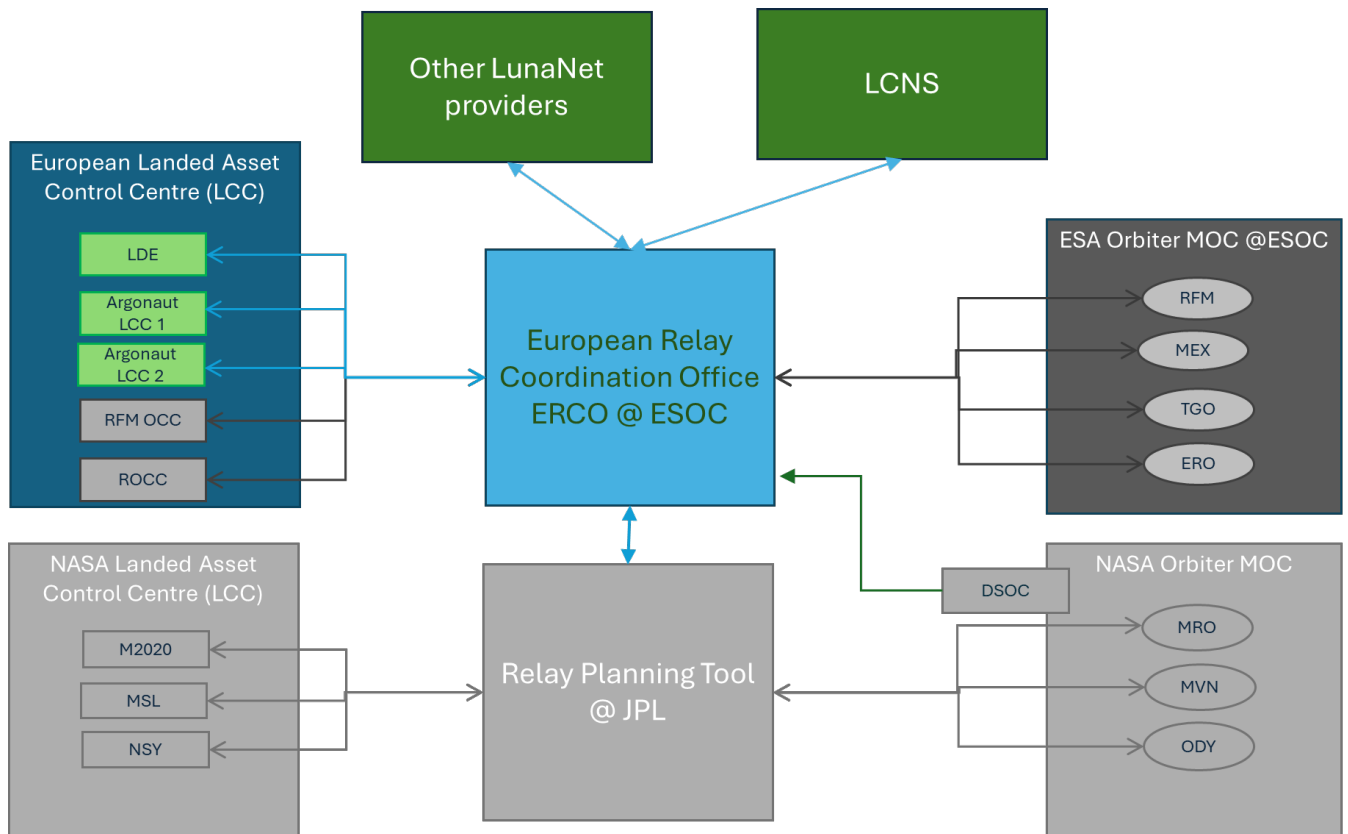 Other LunaNet
providers
LCNS
European Landed Asset
Control Centre (LCC)
LDE
Argonaut
LCC 1
Argonaut
LCC 2
RFM OCC
ROCC
European Relay
Coordination Office
ERCO @ ESOC
ESA Orbiter MOC @ESOC
RFM
MEX
TGO
ERO
NASA Landed Asset
Control Centre (LCC)
M2020
MSL
NSY
Relay Planning Tool
@ JPL
DSOC
NASA Orbiter MOC
MRO
MVN
ODY